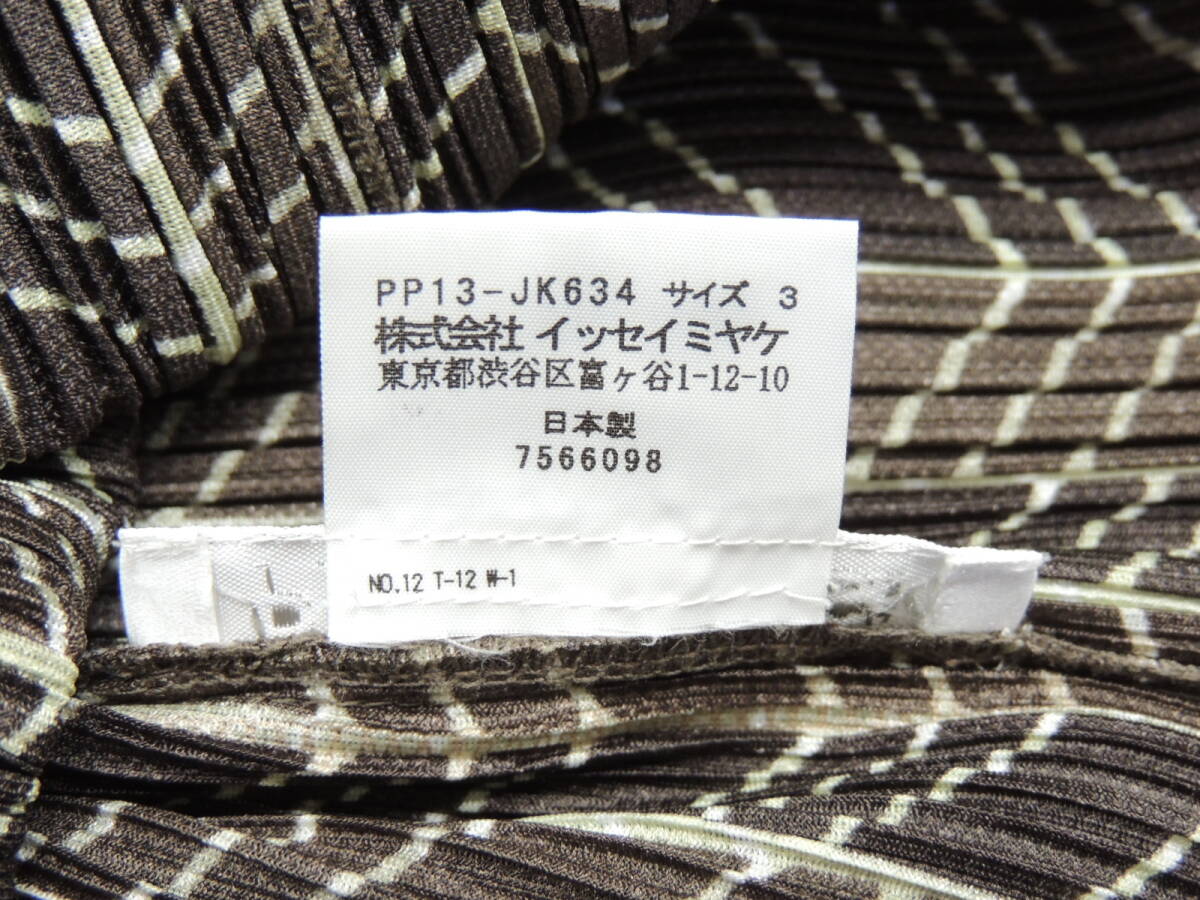 PP13-JK634 サイズ 3
株式会社 イッセイミヤケ
東京都渋谷区富ヶ谷1-12-10
日本製
7566098
NO.12 T-12 W-1